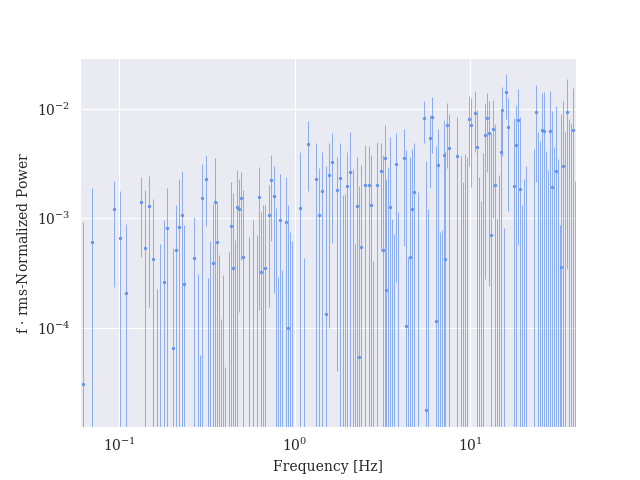 f · rms-Normalized Power
10⁻²
10⁻³
10⁻⁴
10⁻¹ 10⁰ 10¹
Frequency [Hz]